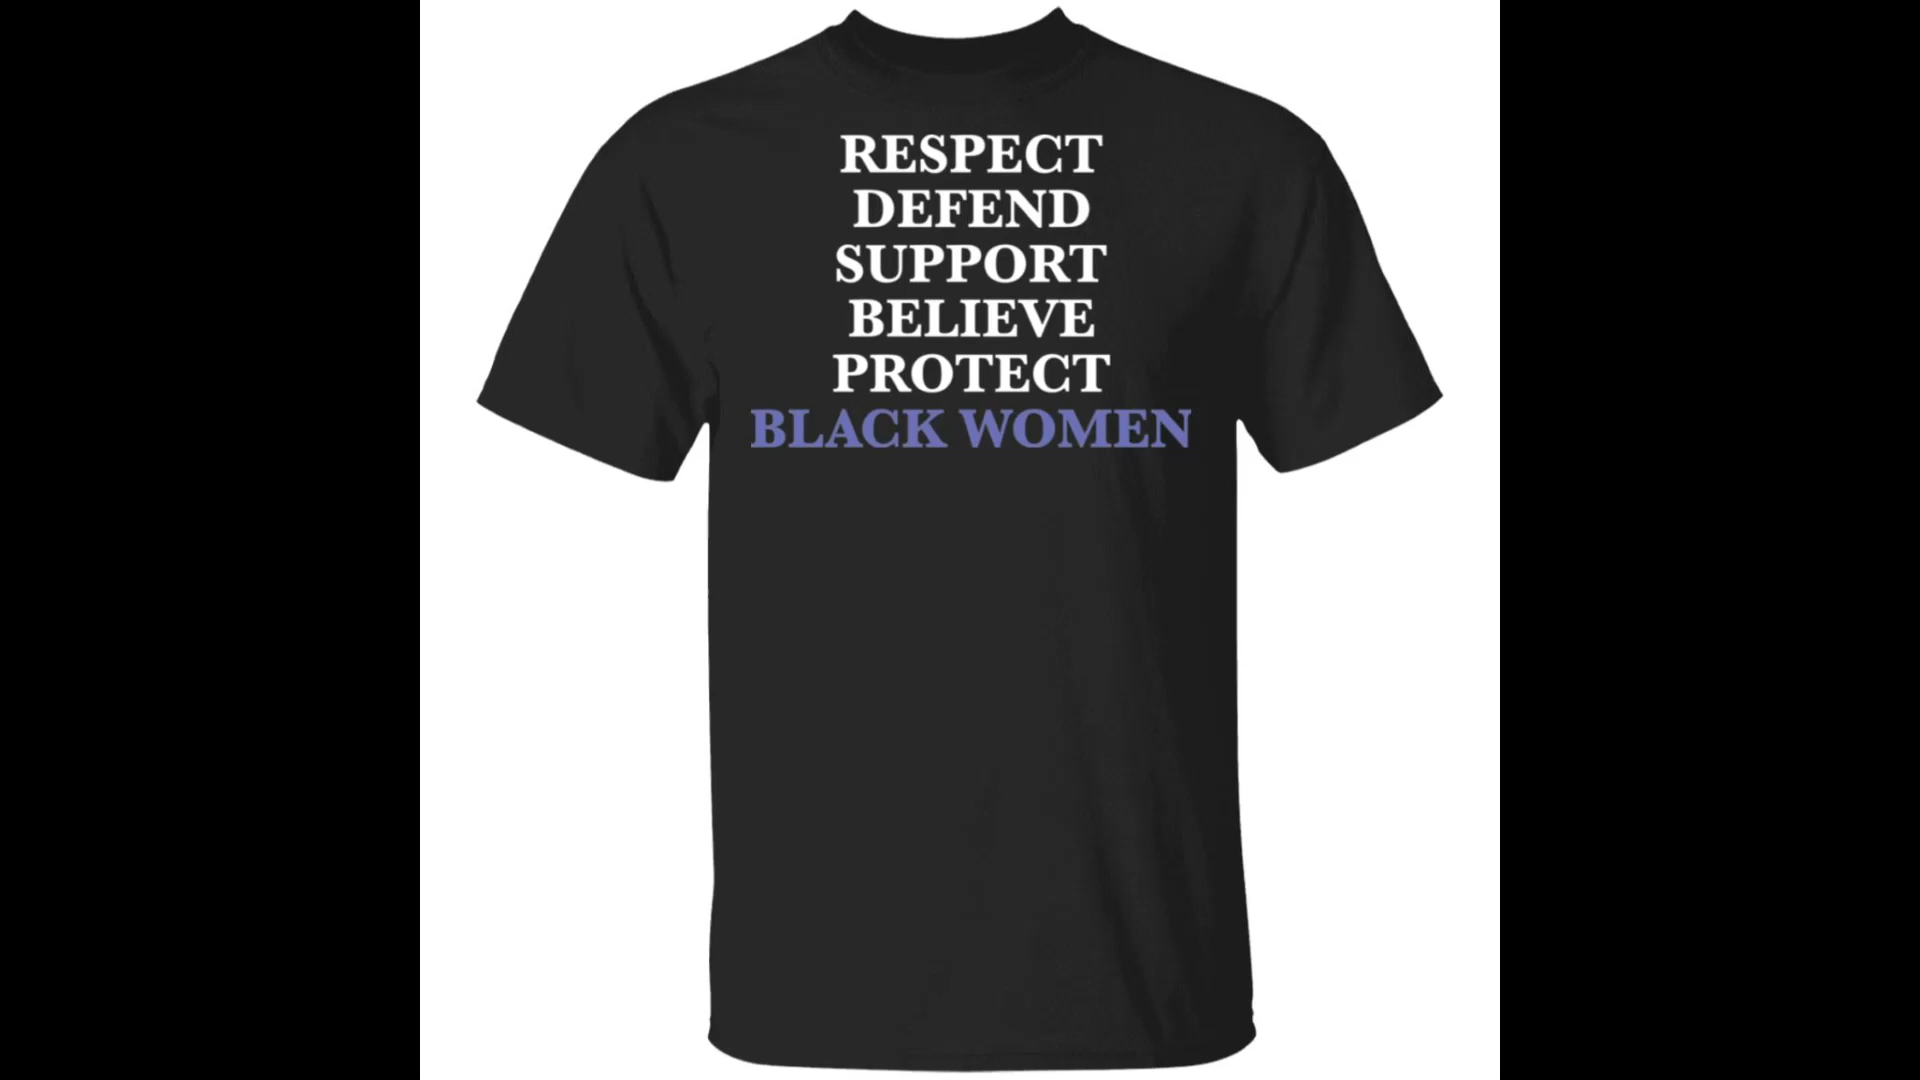 RESPECT
DEFEND
SUPPORT
BELIEVE
PROTECT
BLACK WOMEN